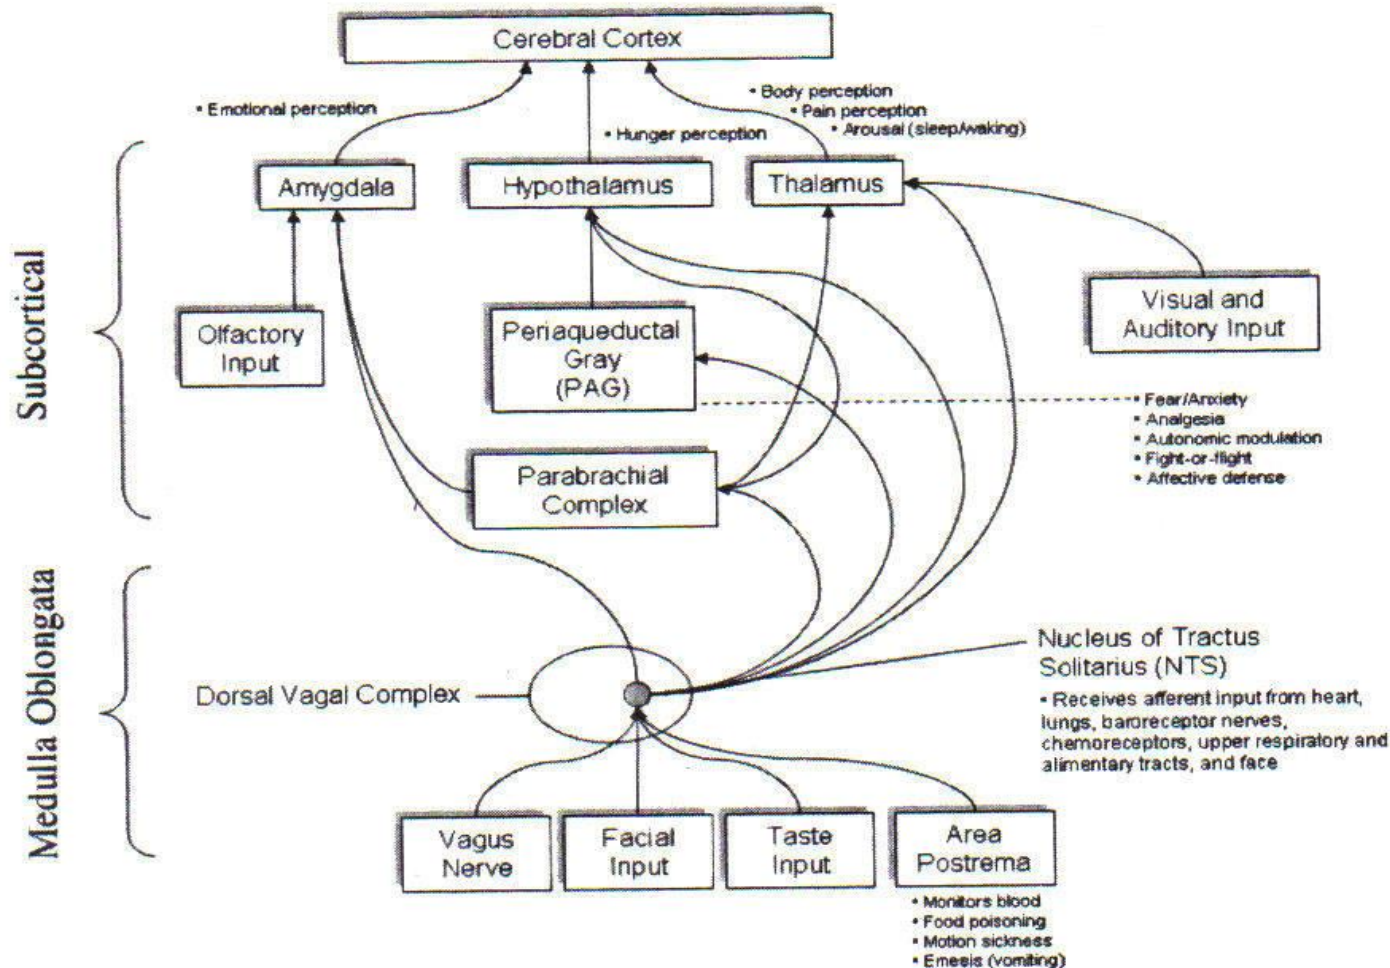 Cerebral Cortex
• Emotional perception
• Hunger perception
• Body perception
• Pain perception
• Arousal (sleep/waking)
Subcortical
Amygdala
Hypothalamus
Thalamus
Olfactory
Input
Periaqueductal
Gray
(PAG)
Visual and
Auditory Input
• Fear/Anxiety
• Analgesia
• Autonomic modulation
• Fight-or-flight
• Affective defense
Parabrachial
Complex
Medulla Oblongata
Dorsal Vagal Complex
Nucleus of Tractus
Solitarius (NTS)
• Receives afferent input from heart,
lungs, baroreceptor nerves,
chemoreceptors, upper respiratory and
alimentary tracts, and face
Vagus
Nerve
Facial
Input
Taste
Input
Area
Postrema
• Monitors blood
• Food poisoning
• Motion sickness
• Emesis (vomiting)